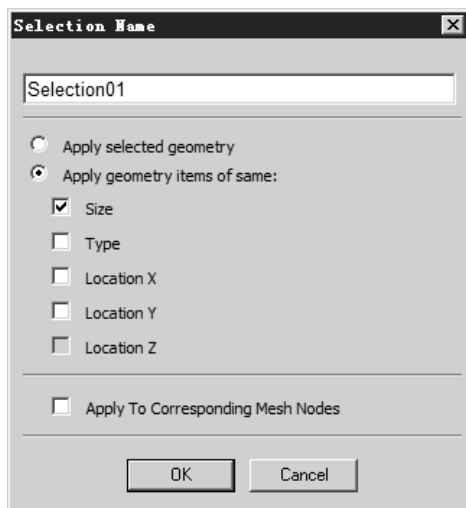 Selection Name
Selection01
Apply selected geometry
Apply geometry items of same:
Size
Type
Location X
Location Y
Location Z
Apply To Corresponding Mesh Nodes
OK
Cancel